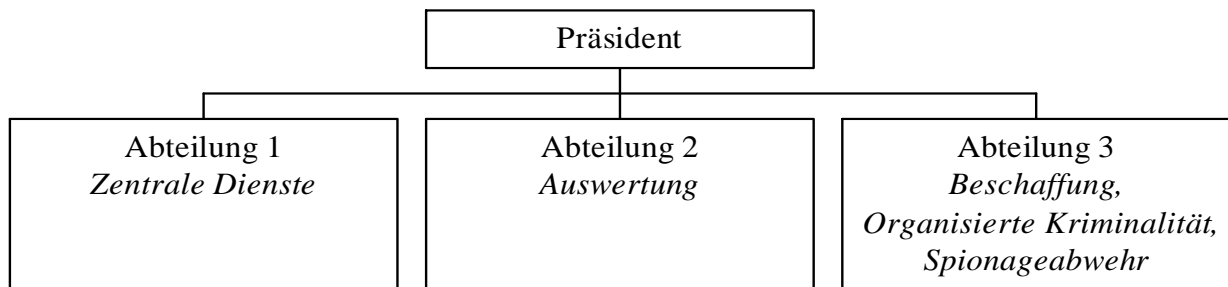 Präsident
Abteilung 1
Zentrale Dienste
Abteilung 2
Auswertung
Abteilung 3
Beschaffung,
Organisierte Kriminalität,
Spionageabwehr